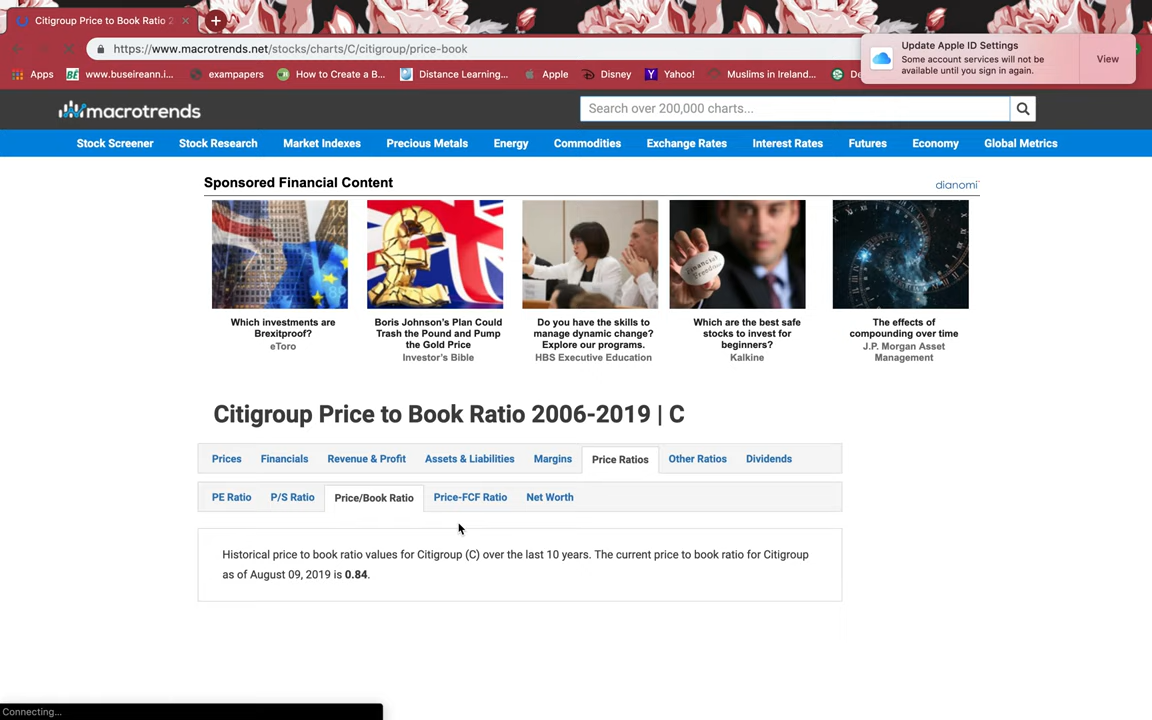 Citigroup Price to Book Ratio 2
https://www.macrotrends.net/stocks/charts/C/citigroup/price-book
Update Apple ID Settings
Some account services will not be
available until you sign in again.
View
Apps
BÉ
www.buseireann.i...
exampapers
How to Create a B...
Distance Learning...
Apple
Disney
Yahoo!
Muslims in Ireland...
macrotrends
Search over 200,000 charts...
Stock Screener
Stock Research
Market Indexes
Precious Metals
Energy
Commodities
Exchange Rates
Interest Rates
Futures
Economy
Global Metrics
Sponsored Financial Content
dianomi
Which investments are
Brexitproof?
eToro
Boris Johnson's Plan Could
Trash the Pound and Pump
the Gold Price
Investor's Bible
Do you have the skills to
manage dynamic change?
Explore our programs.
HBS Executive Education
Which are the best safe
stocks to invest for
beginners?
Kalkine
The effects of
compounding over time
J.P. Morgan Asset
Management
Citigroup Price to Book Ratio 2006-2019 | C
Prices
Financials
Revenue & Profit
Assets & Liabilities
Margins
Price Ratios
Other Ratios
Dividends
PE Ratio
P/S Ratio
Price/Book Ratio
Price-FCF Ratio
Net Worth
Historical price to book ratio values for Citigroup (C) over the last 10 years. The current price to book ratio for Citigroup
as of August 09, 2019 is 0.84.
Connecting...